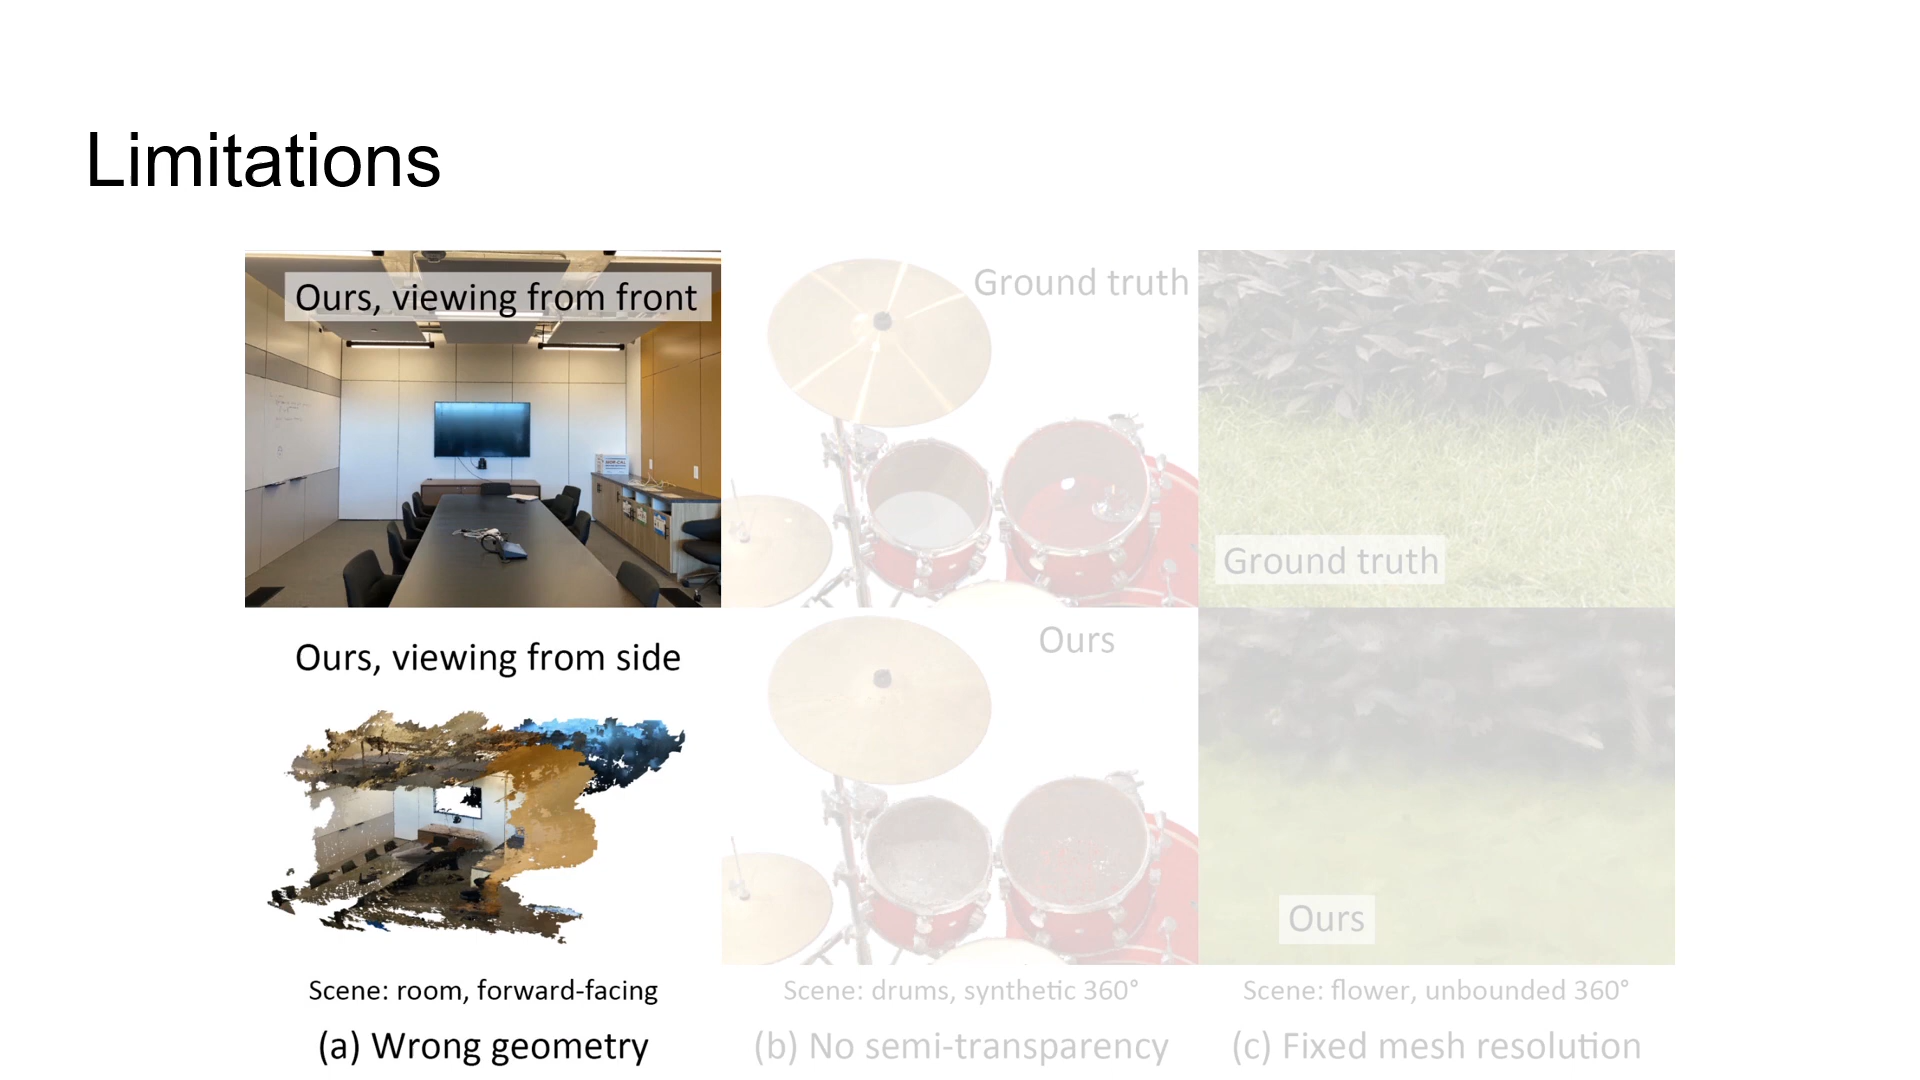 Limitations
Ours, viewing from front
Ours, viewing from side
Scene: room, forward-facing
(a) Wrong geometry
Ground truth
Ours
Scene: drums, synthetic 360°
(b) No semi-transparency
Ground truth
Ours
Scene: flower, unbounded 360°
(c) Fixed mesh resolution